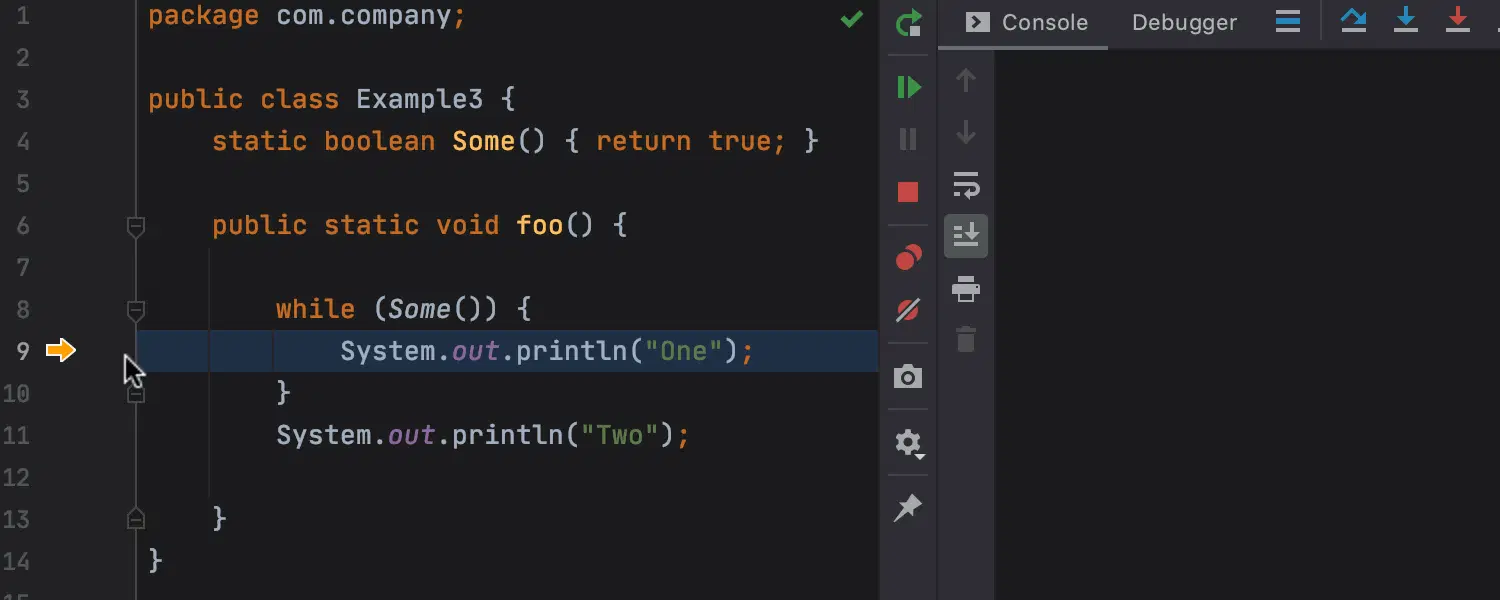 1 package com.company;
2
3 public class Example3 {
4 static boolean Some() { return true; }
5
6 public static void foo() {
7
8 while (Some()) {
9 System.out.println("One");
10 }
11 System.out.println("Two");
12
13 }
14 }
15
Console Debugger